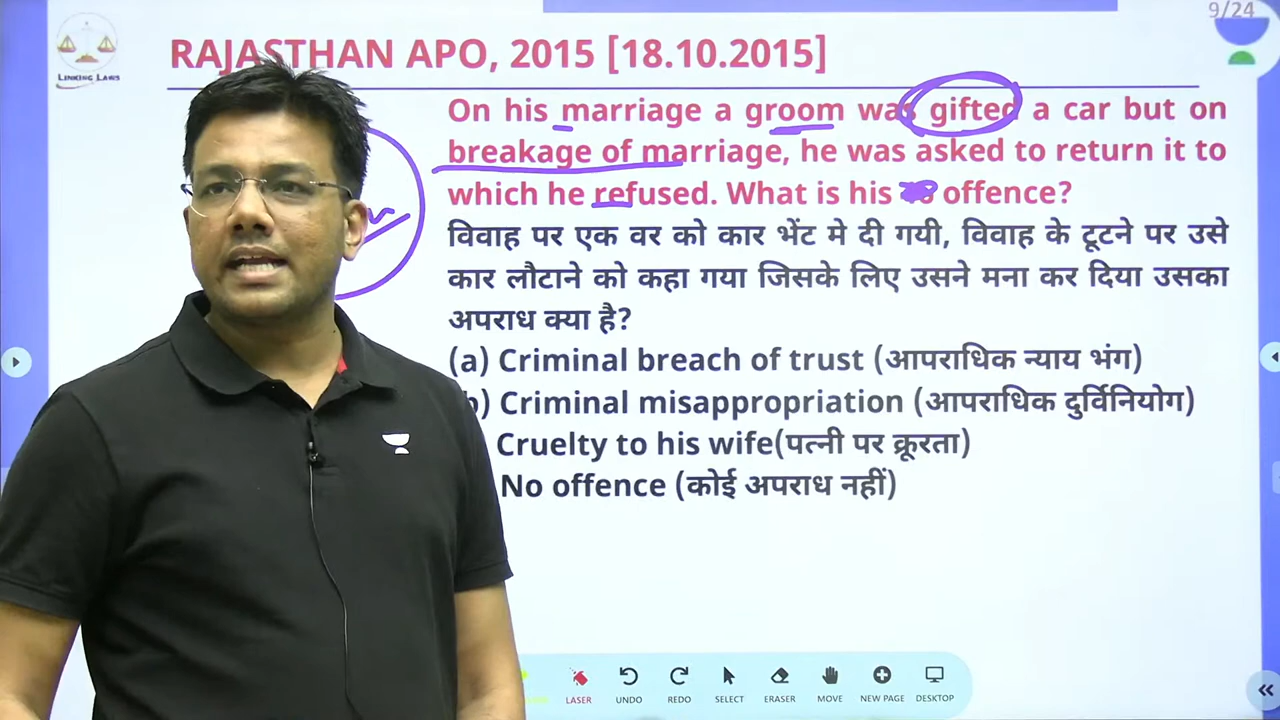 9/24
LINKING LAWS
RAJASTHAN APO, 2015 [18.10.2015]
On his marriage a groom was gifted a car but on
breakage of marriage, he was asked to return it to
which he refused. What is his offence?
विवाह पर एक वर को कार भेंट मे दी गयी, विवाह के टूटने पर उसे
कार लौटाने को कहा गया जिसके लिए उसने मना कर दिया उसका
अपराध क्या है?
(a) Criminal breach of trust (आपराधिक न्याय भंग)
b) Criminal misappropriation (आपराधिक दुर्विनियोग)
Cruelty to his wife(पत्नी पर क्रूरता)
No offence (कोई अपराध नहीं)
LASER UNDO REDO SELECT ERASER MOVE NEW PAGE DESKTOP